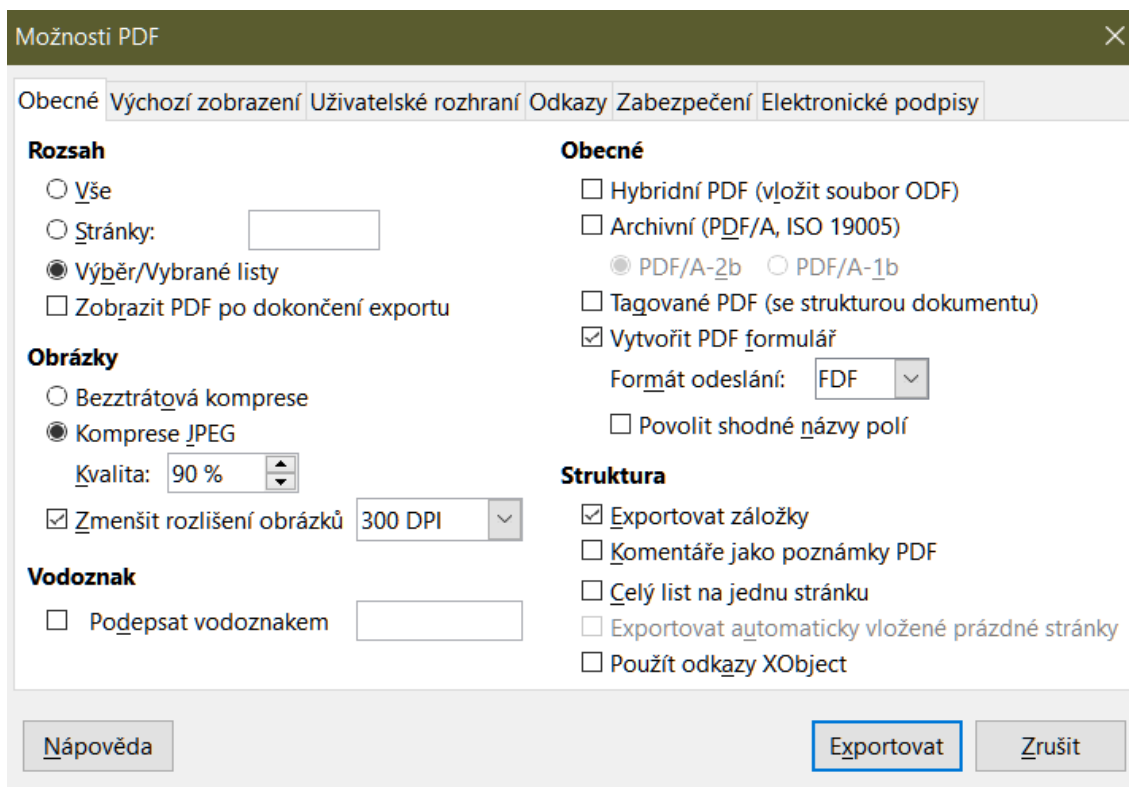 Možnosti PDF
Obecné Výchozí zobrazení Uživatelské rozhraní Odkazy Zabezpečení Elektronické podpisy
Rozsah
Vše
Stránky:
Výběr/Vybrané listy
Zobrazit PDF po dokončení exportu
Obrázky
Bezztrátová komprese
Komprese JPEG
Kvalita: 90 %
Zmenšit rozlišení obrázků 300 DPI
Vodoznak
Podepsat vodoznakem
Obecné
Hybridní PDF (vložit soubor ODF)
Archivní (PDF/A, ISO 19005)
PDF/A-2b PDF/A-1b
Tagované PDF (se strukturou dokumentu)
Vytvořit PDF formulář
Formát odeslání: FDF
Povolit shodné názvy polí
Struktura
Exportovat záložky
Komentáře jako poznámky PDF
Celý list na jednu stránku
Exportovat automaticky vložené prázdné stránky
Použít odkazy XObject
Nápověda
Exportovat
Zrušit